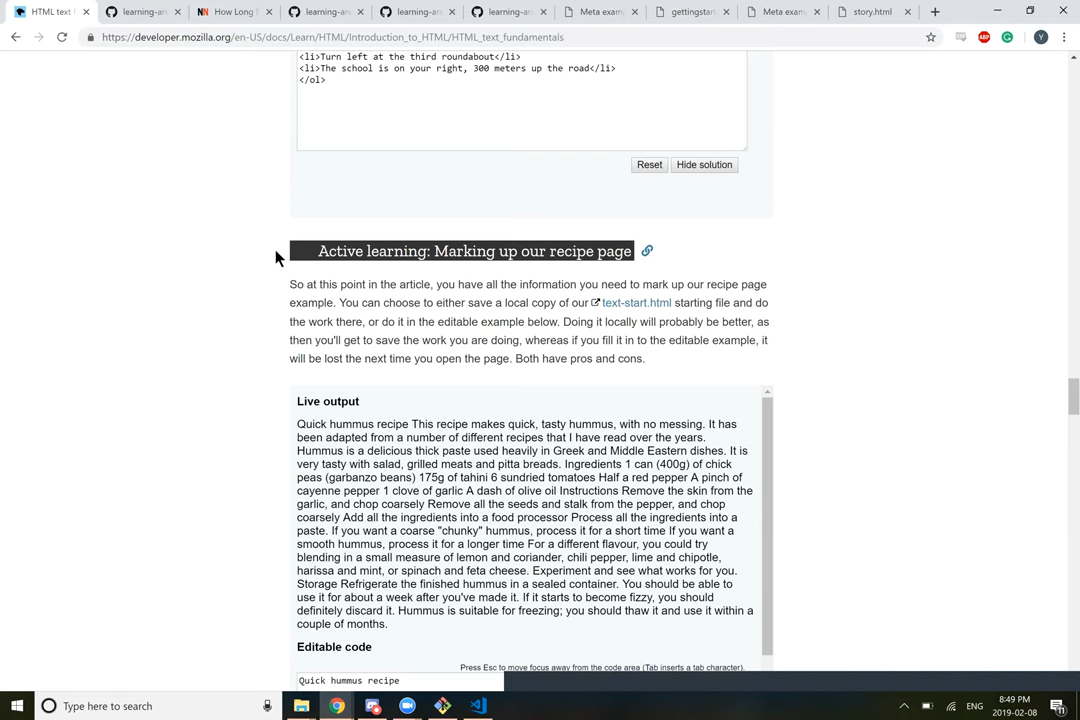 HTML text
learning-are
How Long
learning-are
learning-are
learning-are
Meta exam
gettingstar
Meta exam
story.html
https://developer.mozilla.org/en-US/docs/Learn/HTML/Introduction_to_HTML/HTML_text_fundamentals
ABP
Y
<li>Turn left at the third roundabout</li>
<li>The school is on your right, 300 meters up the road</li>
</ol>
Reset
Hide solution
Active learning: Marking up our recipe page
So at this point in the article, you have all the information you need to mark up our recipe page
example. You can choose to either save a local copy of our text-start.html starting file and do
the work there, or do it in the editable example below. Doing it locally will probably be better, as
then you'll get to save the work you are doing, whereas if you fill it in to the editable example, it
will be lost the next time you open the page. Both have pros and cons.
Live output
Quick hummus recipe This recipe makes quick, tasty hummus, with no messing. It has
been adapted from a number of different recipes that I have read over the years.
Hummus is a delicious thick paste used heavily in Greek and Middle Eastern dishes. It is
very tasty with salad, grilled meats and pitta breads. Ingredients 1 can (400g) of chick
peas (garbanzo beans) 175g of tahini 6 sundried tomatoes Half a red pepper A pinch of
cayenne pepper 1 clove of garlic A dash of olive oil Instructions Remove the skin from the
garlic, and chop coarsely Remove all the seeds and stalk from the pepper, and chop
coarsely Add all the ingredients into a food processor Process all the ingredients into a
paste. If you want a coarse "chunky" hummus, process it for a short time If you want a
smooth hummus, process it for a longer time For a different flavour, you could try
blending in a small measure of lemon and coriander, chili pepper, lime and chipotle,
harissa and mint, or spinach and feta cheese. Experiment and see what works for you.
Storage Refrigerate the finished hummus in a sealed container. You should be able to
use it for about a week after you've made it. If it starts to become fizzy, you should
definitely discard it. Hummus is suitable for freezing; you should thaw it and use it within a
couple of months.
Editable code
Press Esc to move focus away from the code area (Tab inserts a tab character).
Quick hummus recipe
Type here to search
ENG
8:49 PM
2019-02-08